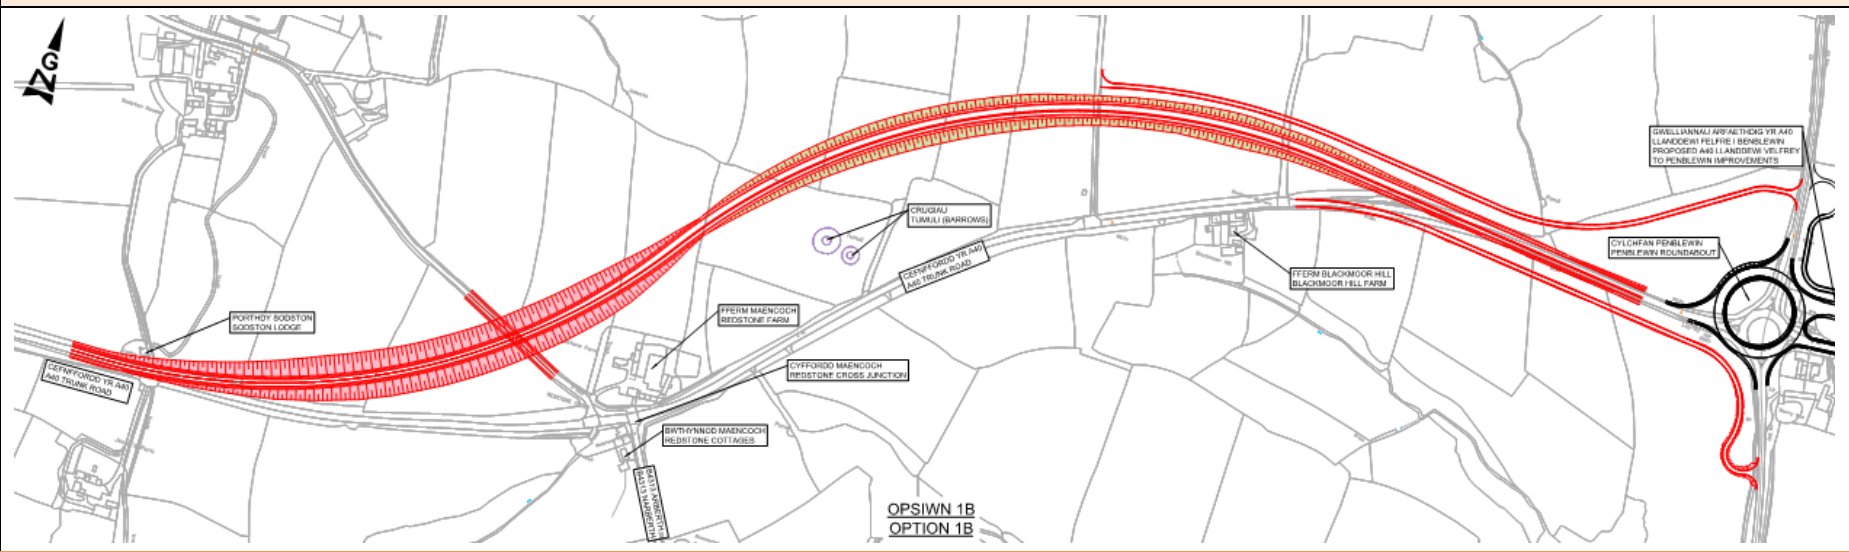 G
N
GWELLIANNAU ARFAETHDIG YR A40
LLANDDEWI FELFRE I BENBLEWIN
PROPOSED A40 LLANDDEWI VELFREY
TO PENBLEWIN IMPROVEMENTS
CRUGIAU
TUMULI (BARROWS)
CYLCHFAN PENBLEWIN
PENBLEWIN ROUNDABOUT
CEFNFFORDD YR A40
A40 TRUNK ROAD
FFERM BLACKMOOR HILL
BLACKMOOR HILL FARM
PORTHDY SODSTON
SODSTON LODGE
FFERM MAENCOCH
REDSTONE FARM
CEFNFFORDD YR A40
A40 TRUNK ROAD
CYFFORDD MAENCOCH
REDSTONE CROSS JUNCTION
BWTHYNNOD MAENCOCH
REDSTONE COTTAGES
B4313 ARBERTH
B4313 NARBERTH
OPSIWN 1B
OPTION 1B